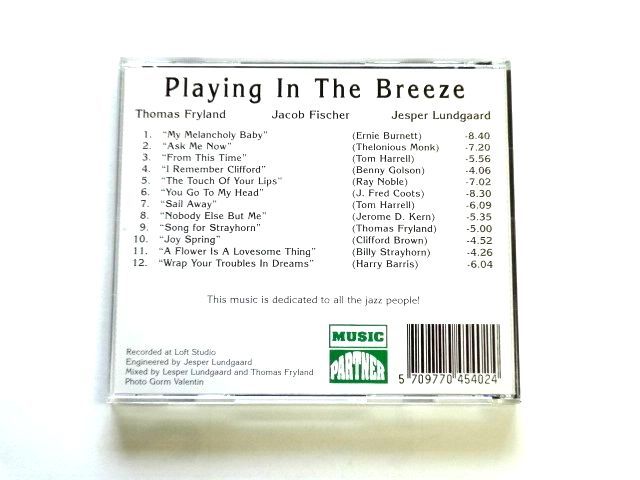 Playing In The Breeze
Thomas Fryland Jacob Fischer Jesper Lundgaard
1. "My Melancholy Baby" (Ernie Burnett) -8.40
2. "Ask Me Now" (Thelonious Monk) -7.20
3. "From This Time" (Tom Harrell) -5.56
4. "I Remember Clifford" (Benny Golson) -4.06
5. "The Touch Of Your Lips" (Ray Noble) -7.02
6. "You Go To My Head" (J. Fred Coots) -8.30
7. "Sail Away" (Tom Harrell) -6.09
8. "Nobody Else But Me" (Jerome D. Kern) -5.35
9. "Song for Strayhorn" (Thomas Fryland) -5.00
10. "Joy Spring" (Clifford Brown) -4.52
11. "A Flower Is A Lovesome Thing" (Billy Strayhorn) -4.26
12. "Wrap Your Troubles In Dreams" (Harry Barris) -6.04
This music is dedicated to all the jazz people!
Recorded at Loft Studio
Engineered by Jesper Lundgaard
Mixed by Lesper Lundgaard and Thomas Fryland
Photo Gorm Valentin
MUSIC
PARTNER
5 709770 454024